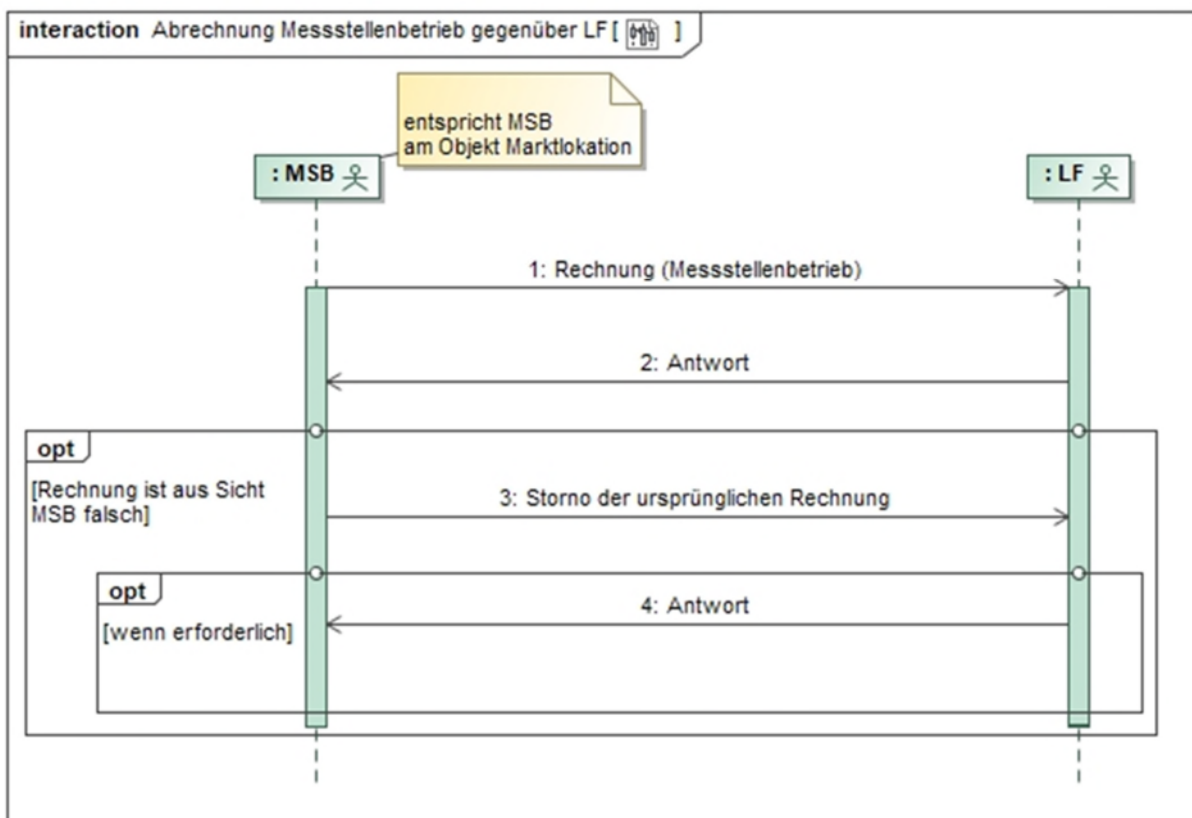 interaction Abrechnung Messstellenbetrieb gegenüber LF [ ]
entspricht MSB
am Objekt Marktlokation
: MSB
: LF
1: Rechnung (Messstellenbetrieb)
2: Antwort
opt
[Rechnung ist aus Sicht
MSB falsch]
3: Storno der ursprünglichen Rechnung
opt
[wenn erforderlich]
4: Antwort